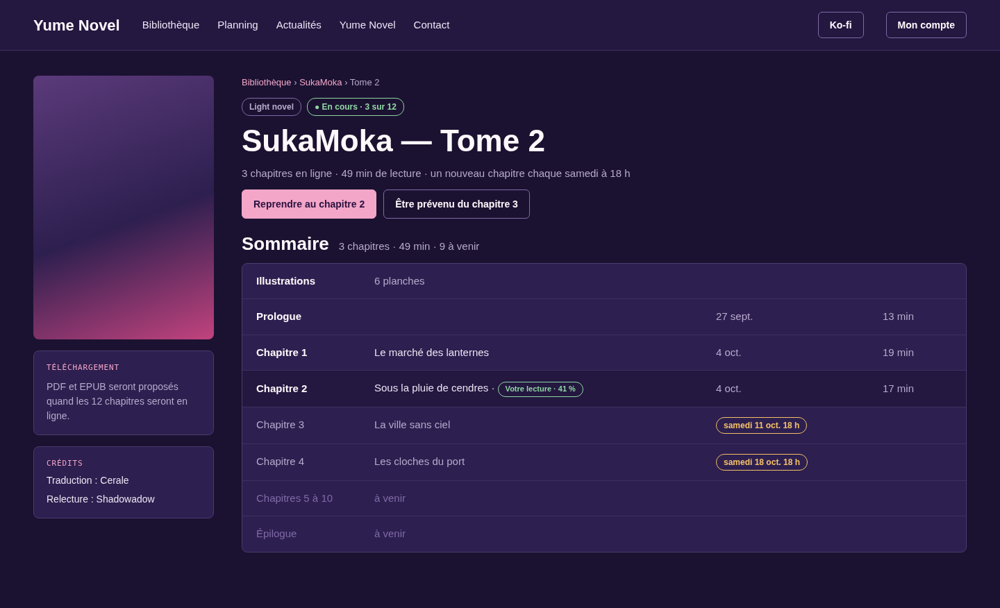 Yume Novel Bibliothèque Planning Actualités Yume Novel Contact Ko-fi Mon compte
Bibliothèque › SukaMoka › Tome 2
Light novel ● En cours · 3 sur 12
SukaMoka — Tome 2
3 chapitres en ligne · 49 min de lecture · un nouveau chapitre chaque samedi à 18 h
Reprendre au chapitre 2 Être prévenu du chapitre 3
Sommaire 3 chapitres · 49 min · 9 à venir
Illustrations 6 planches
Prologue 27 sept. 13 min
Chapitre 1 Le marché des lanternes 4 oct. 19 min
Chapitre 2 Sous la pluie de cendres · Votre lecture · 41 % 4 oct. 17 min
Chapitre 3 La ville sans ciel samedi 11 oct. 18 h
Chapitre 4 Les cloches du port samedi 18 oct. 18 h
Chapitres 5 à 10 à venir
Épilogue à venir
TÉLÉCHARGEMENT
PDF et EPUB seront proposés
quand les 12 chapitres seront en
ligne.
CRÉDITS
Traduction : Cerale
Relecture : Shadowadow